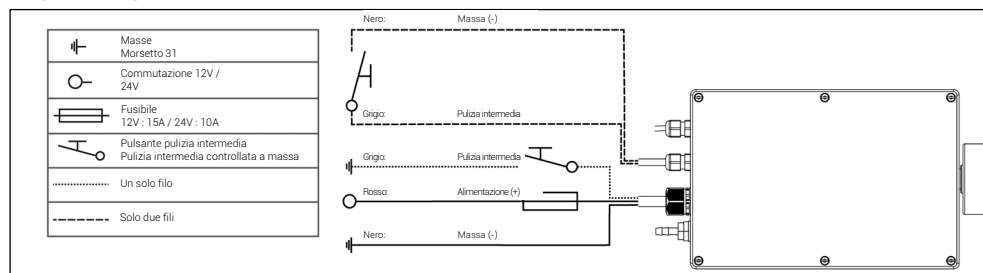 Masse
Morsetto 31
Commutazione 12V /
24V
Fusibile
12V : 15A / 24V : 10A
Pulsante pulizia intermedia
Pulizia intermedia controllata a massa
Un solo filo
Solo due fili
Nero: Massa (-)
Grigio: Pulizia intermedia
Grigio: Pulizia intermedia
Rosso: Alimentazione (+)
Nero: Massa (-)